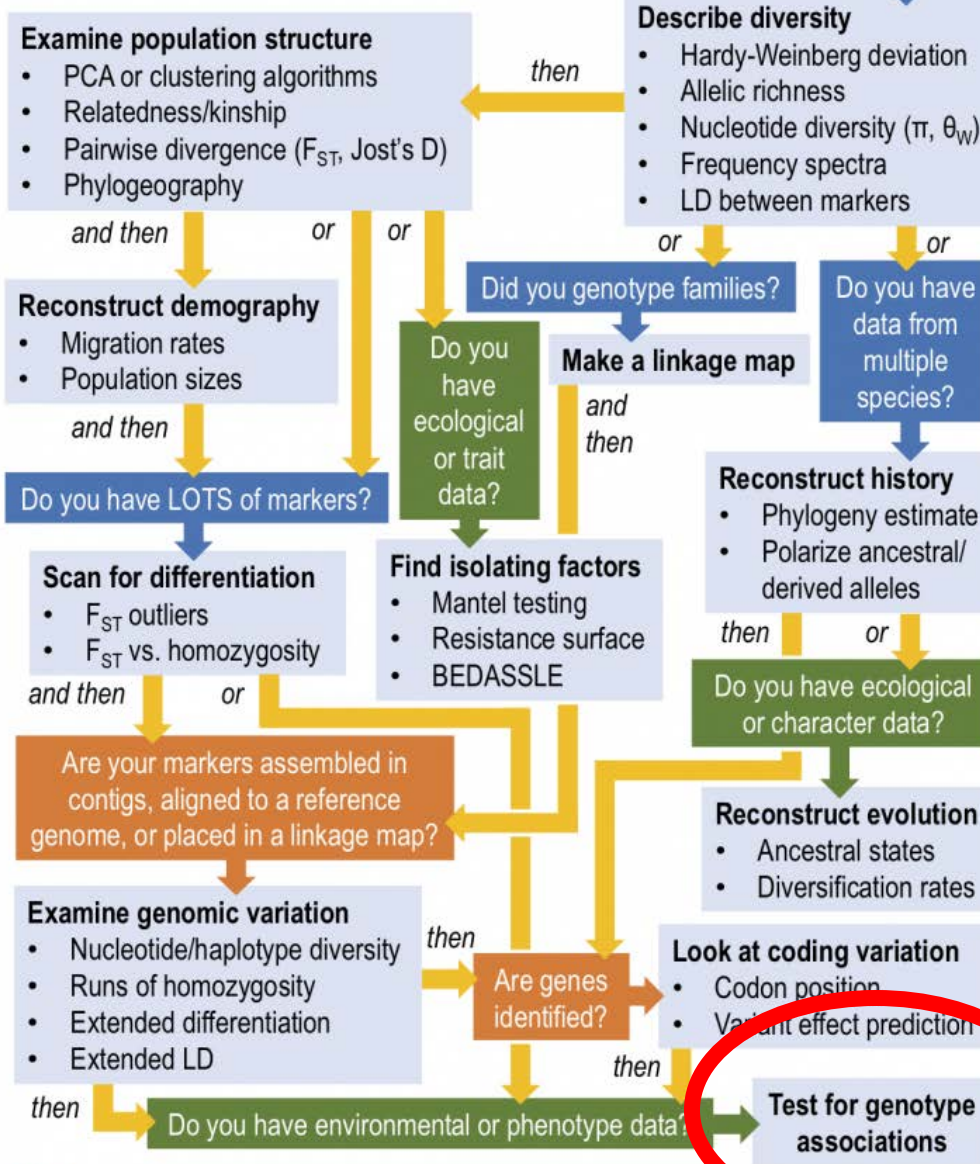 Describe diversity
• Hardy-Weinberg deviation
• Allelic richness
• Nucleotide diversity (π, θW)
• Frequency spectra
• LD between markers
then
Examine population structure
• PCA or clustering algorithms
• Relatedness/kinship
• Pairwise divergence (FST, Jost's D)
• Phylogeography
and then
or
or
or
or
Reconstruct demography
• Migration rates
• Population sizes
and then
Do you
have
ecological
or trait
data?
Did you genotype families?
Make a linkage map
and
then
Do you have
data from
multiple
species?
Do you have LOTS of markers?
Scan for differentiation
• FST outliers
• FST vs. homozygosity
and then
or
Find isolating factors
• Mantel testing
• Resistance surface
• BEDASSLE
Reconstruct history
• Phylogeny estimate
• Polarize ancestral/
derived alleles
then
or
Do you have ecological
or character data?
Reconstruct evolution
• Ancestral states
• Diversification rates
Are your markers assembled in
contigs, aligned to a reference
genome, or placed in a linkage map?
Examine genomic variation
• Nucleotide/haplotype diversity
• Runs of homozygosity
• Extended differentiation
• Extended LD
then
then
Are genes
identified?
Look at coding variation
• Codon position
• Variant effect prediction
then
Do you have environmental or phenotype data?
Test for genotype
associations